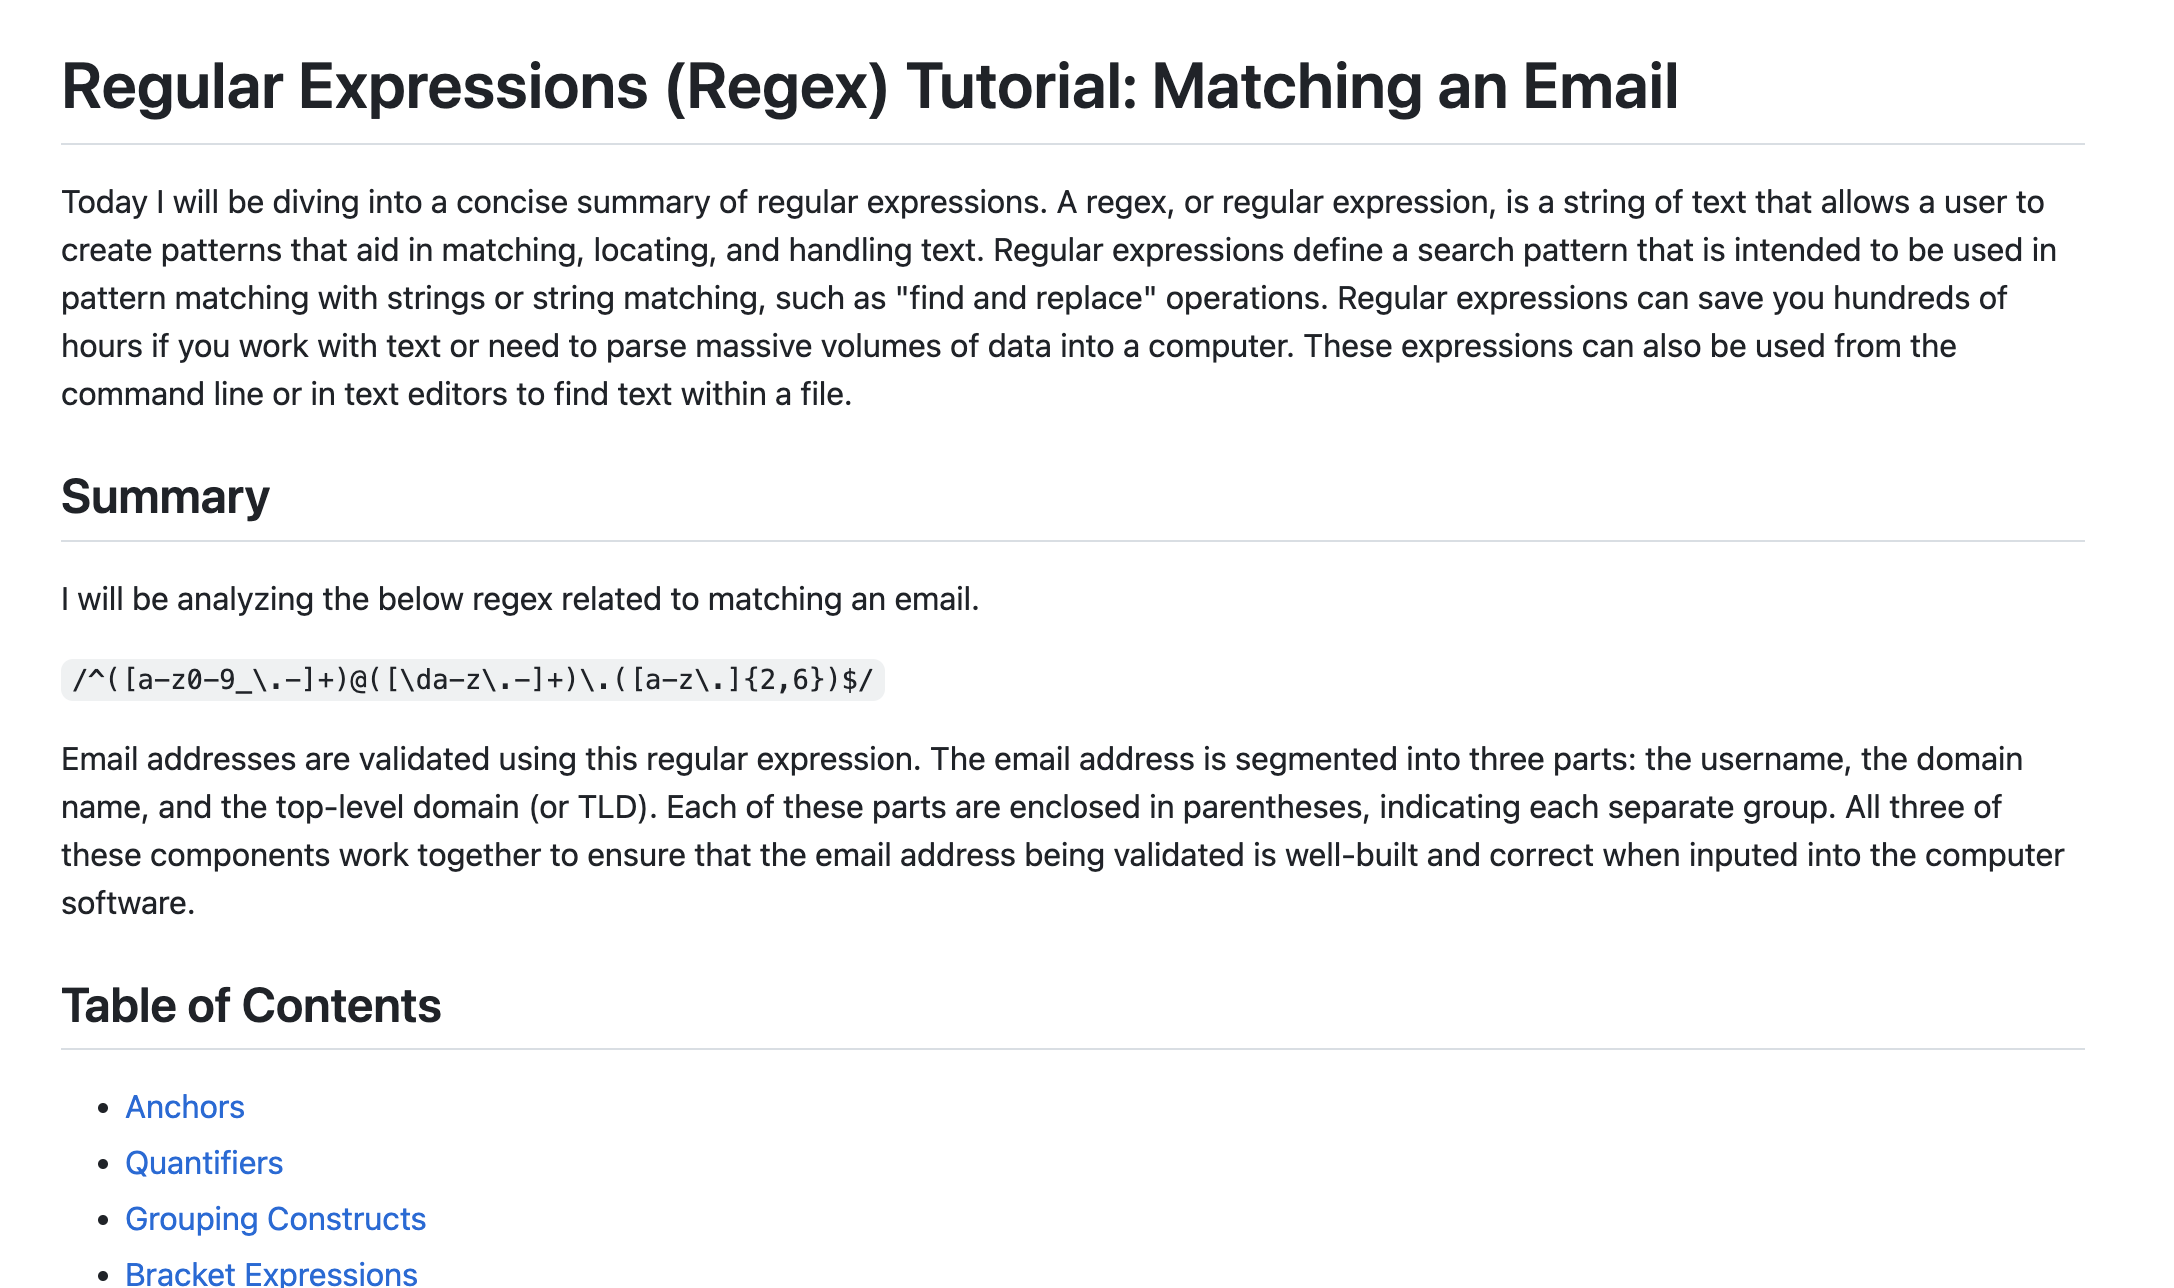 Regular Expressions (Regex) Tutorial: Matching an Email
Today I will be diving into a concise summary of regular expressions. A regex, or regular expression, is a string of text that allows a user to
create patterns that aid in matching, locating, and handling text. Regular expressions define a search pattern that is intended to be used in
pattern matching with strings or string matching, such as "find and replace" operations. Regular expressions can save you hundreds of
hours if you work with text or need to parse massive volumes of data into a computer. These expressions can also be used from the
command line or in text editors to find text within a file.
Summary
I will be analyzing the below regex related to matching an email.
/^([a-z0-9_\.-]+)@([\da-z\.-]+)\.([a-z\.]{2,6})$/
Email addresses are validated using this regular expression. The email address is segmented into three parts: the username, the domain
name, and the top-level domain (or TLD). Each of these parts are enclosed in parentheses, indicating each separate group. All three of
these components work together to ensure that the email address being validated is well-built and correct when inputed into the computer
software.
Table of Contents
• Anchors
• Quantifiers
• Grouping Constructs
• Bracket Expressions